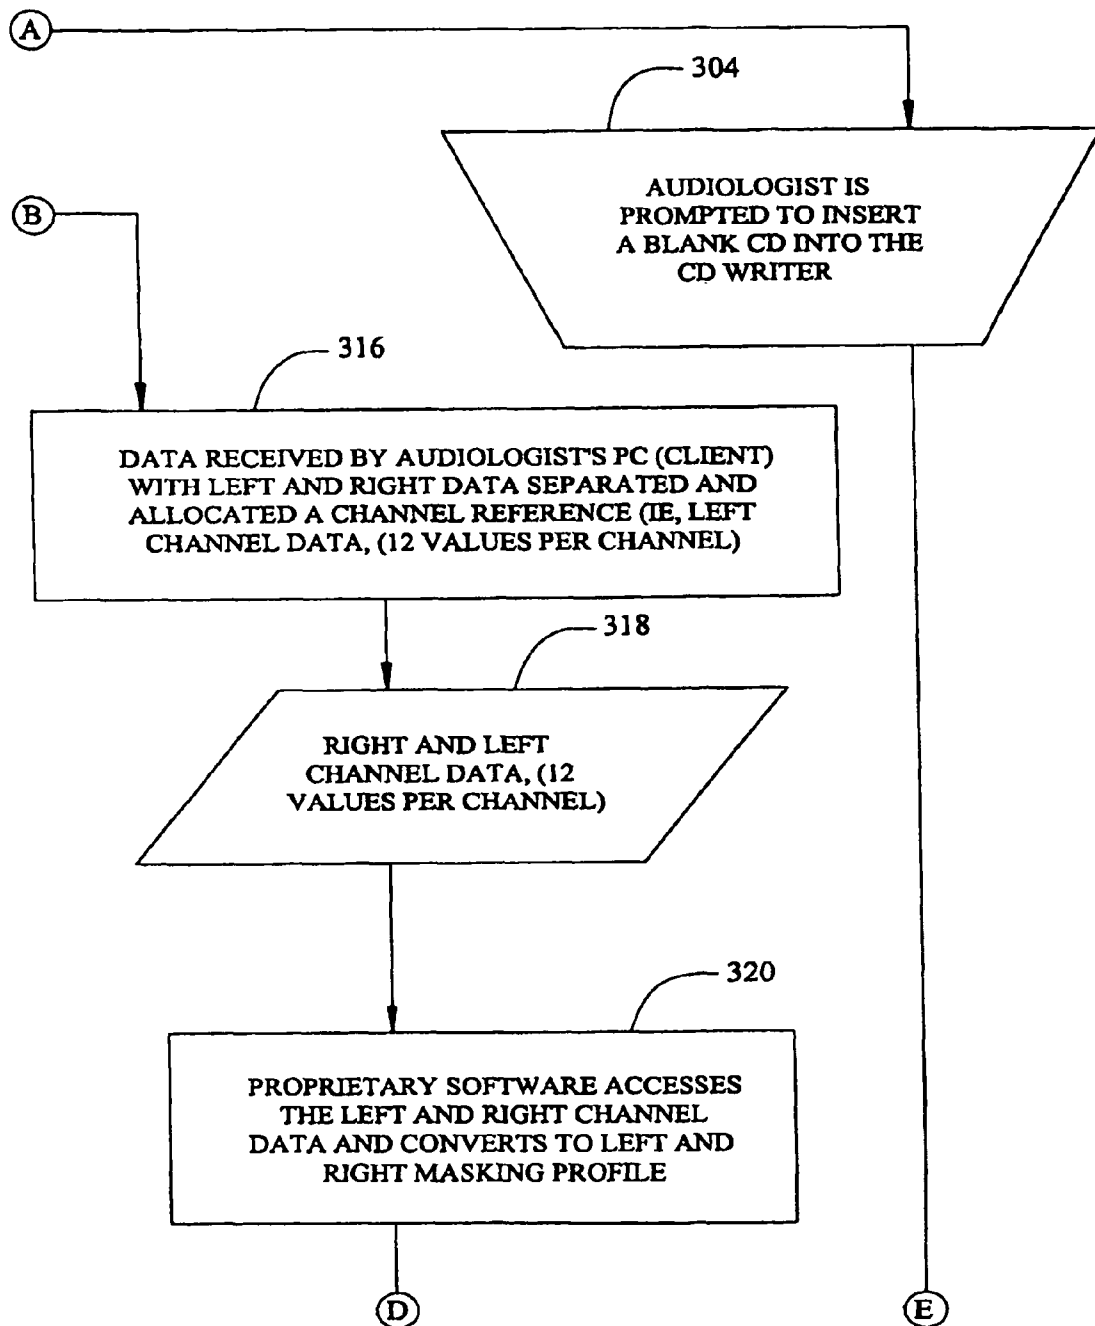 A
304
AUDIOLOGIST IS
PROMPTED TO INSERT
A BLANK CD INTO THE
CD WRITER
B
316
DATA RECEIVED BY AUDIOLOGIST'S PC (CLIENT)
WITH LEFT AND RIGHT DATA SEPARATED AND
ALLOCATED A CHANNEL REFERENCE (IE, LEFT
CHANNEL DATA, (12 VALUES PER CHANNEL)
318
RIGHT AND LEFT
CHANNEL DATA, (12
VALUES PER CHANNEL)
320
PROPRIETARY SOFTWARE ACCESSES
THE LEFT AND RIGHT CHANNEL
DATA AND CONVERTS TO LEFT AND
RIGHT MASKING PROFILE
D
E